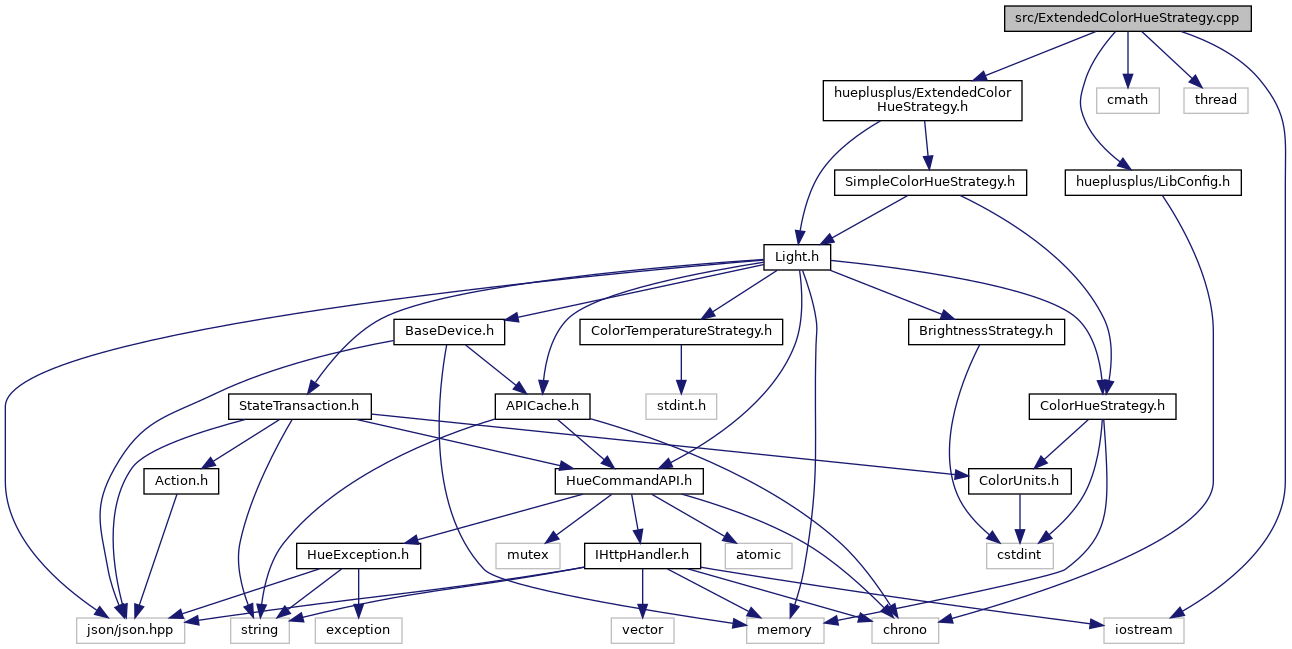 src/ExtendedColorHueStrategy.cpp
hueplusplus/ExtendedColor
HueStrategy.h
cmath
thread
SimpleColorHueStrategy.h
hueplusplus/LibConfig.h
Light.h
BaseDevice.h
ColorTemperatureStrategy.h
BrightnessStrategy.h
StateTransaction.h
APICache.h
stdint.h
ColorHueStrategy.h
Action.h
HueCommandAPI.h
ColorUnits.h
HueException.h
mutex
IHttpHandler.h
atomic
cstdint
json/json.hpp
string
exception
vector
memory
chrono
iostream